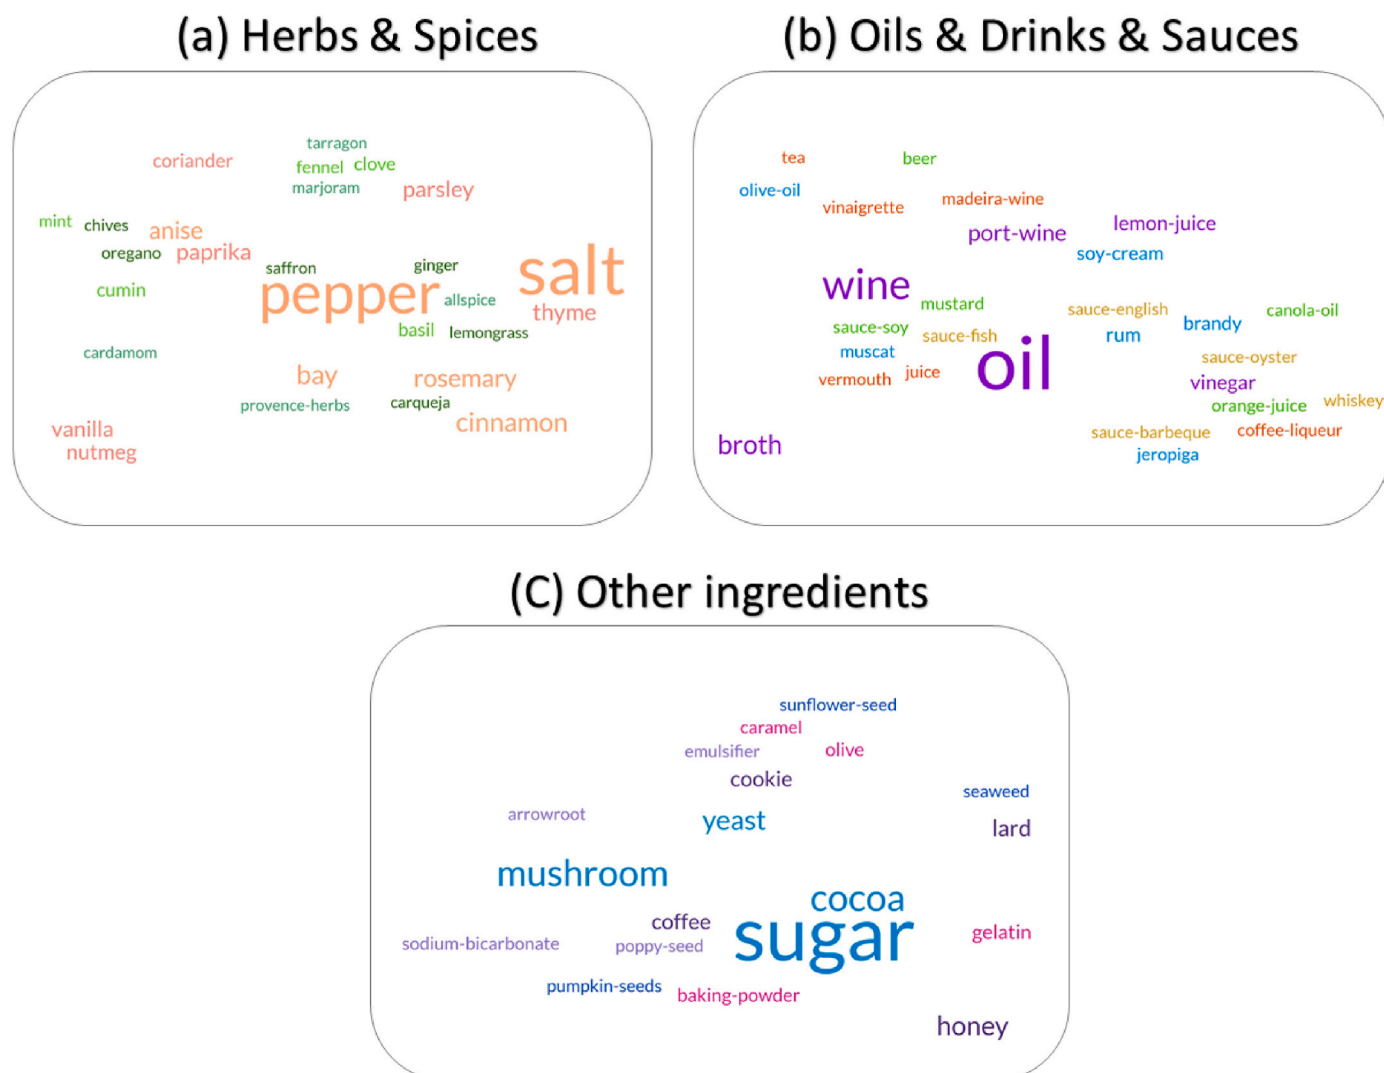 (a) Herbs & Spices
tarragon
coriander
fennel clove
marjoram
parsley
mint
chives
anise
oregano
paprika
salt
saffron
ginger
pepper
cumin
allspice
thyme
basil
lemongrass
cardamom
bay
rosemary
provence-herbs
carqueja
cinnamon
vanilla
nutmeg
(b) Oils & Drinks & Sauces
tea
beer
olive-oil
vinaigrette
madeira-wine
port-wine
lemon-juice
soy-cream
wine
mustard
sauce-english
canola-oil
sauce-soy
sauce-fish
brandy
rum
muscat
oil
sauce-oyster
vermouth
juice
vinegar
orange-juice
whiskey
sauce-barbeque
coffee-liqueur
broth
jeropiga
(C) Other ingredients
sunflower-seed
caramel
emulsifier
olive
cookie
seaweed
arrowroot
yeast
lard
mushroom
cocoa
coffee
sugar
gelatin
sodium-bicarbonate
poppy-seed
pumpkin-seeds
baking-powder
honey